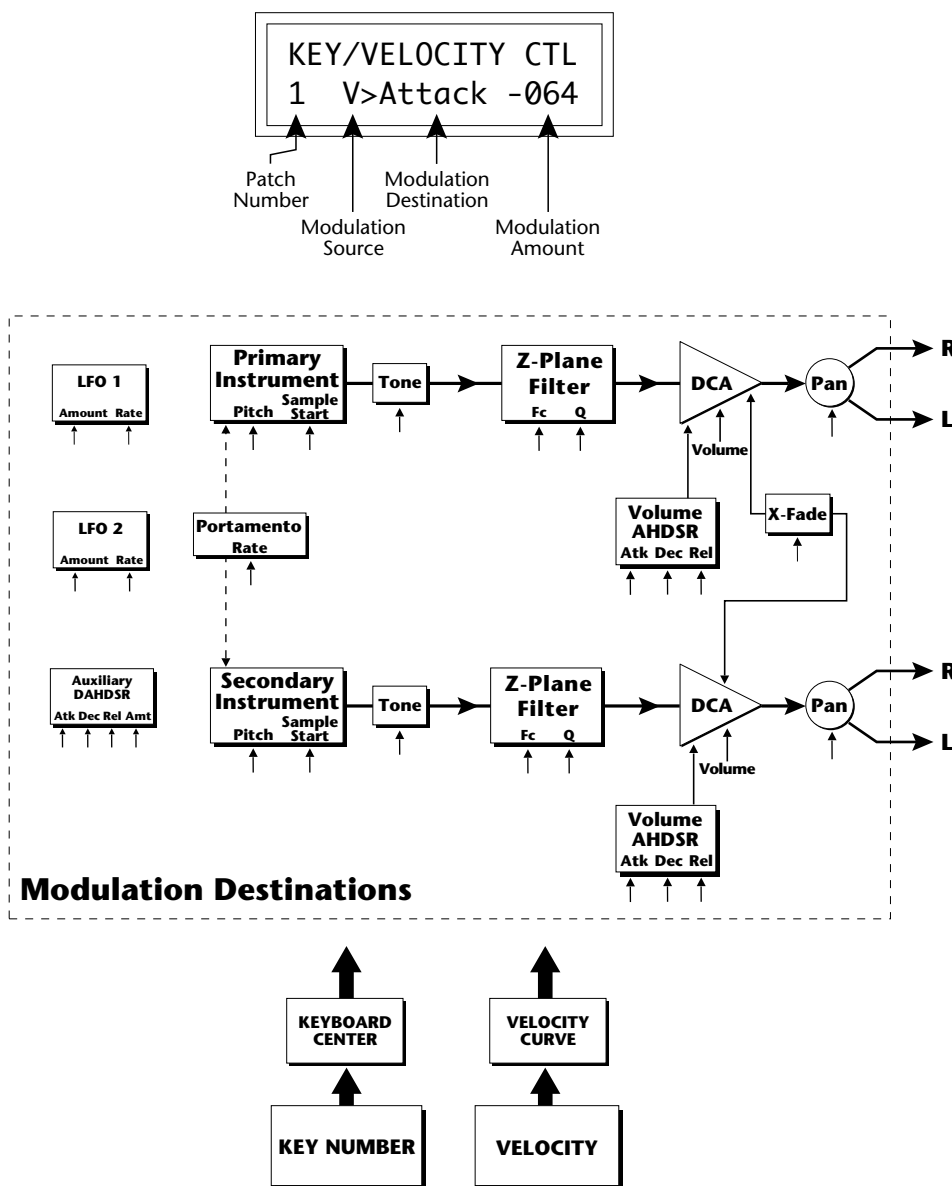 KEY/VELOCITY CTL
1 V>Attack -064
Patch
Number
Modulation
Destination
Modulation
Source
Modulation
Amount
LFO 1
Amount Rate
Primary
Instrument
Pitch
Sample
Start
Tone
Z-Plane
Filter
Fc Q
DCA
Volume
Pan
R
L
LFO 2
Amount Rate
Portamento
Rate
Volume
AHDSR
Atk Dec Rel
X-Fade
Auxiliary
DAHDSR
Atk Dec Rel Amt
Secondary
Instrument
Pitch
Sample
Start
Tone
Z-Plane
Filter
Fc Q
DCA
Volume
Pan
R
L
Volume
AHDSR
Atk Dec Rel
Modulation Destinations
KEYBOARD
CENTER
VELOCITY
CURVE
KEY NUMBER
VELOCITY